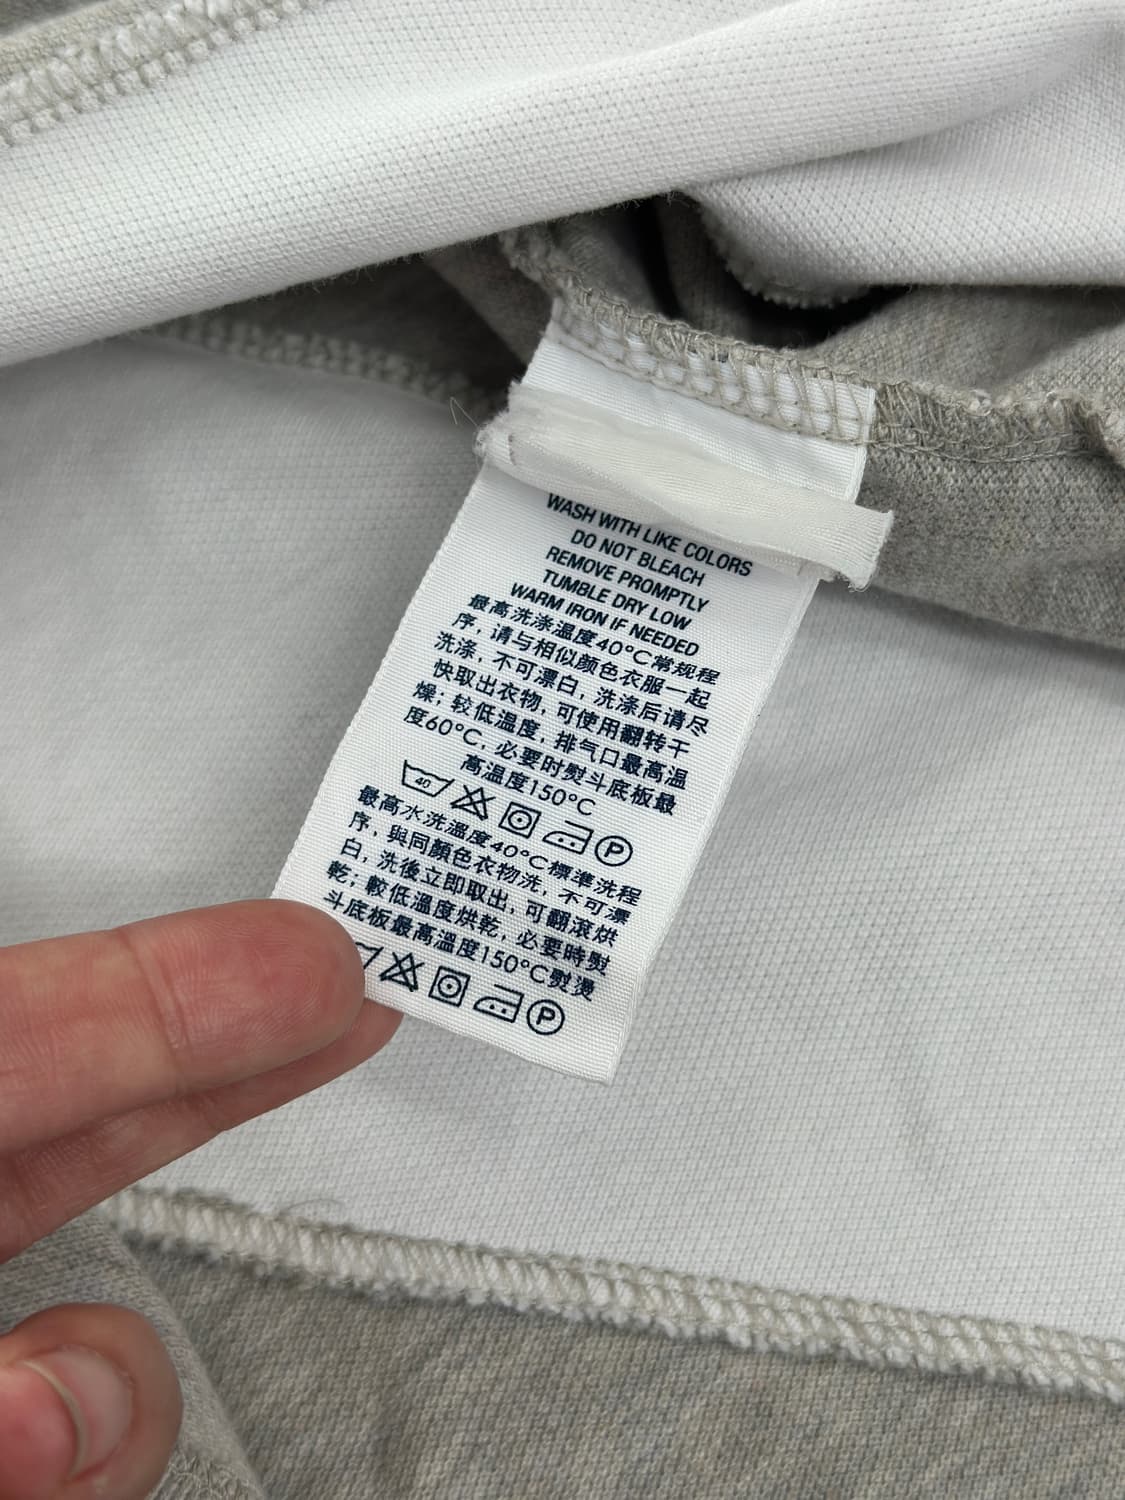 WASH WITH LIKE COLORS
DO NOT BLEACH
REMOVE PROMPTLY
TUMBLE DRY LOW
WARM IRON IF NEEDED
最高洗涤温度40°C常规程
序, 请与相似颜色衣服一起
洗涤, 不可漂白, 洗涤后请尽
快取出衣物, 可使用翻转干
燥; 较低温度, 排气口最高温
度60°C, 必要时熨斗底板最
高温度150°C
40 P
最高水洗溫度40°C標準洗程
序, 與同顏色衣物洗, 不可漂
白, 洗後立即取出, 可翻滾烘
乾; 較低溫度烘乾, 必要時熨
斗底板最高溫度150°C熨燙
P